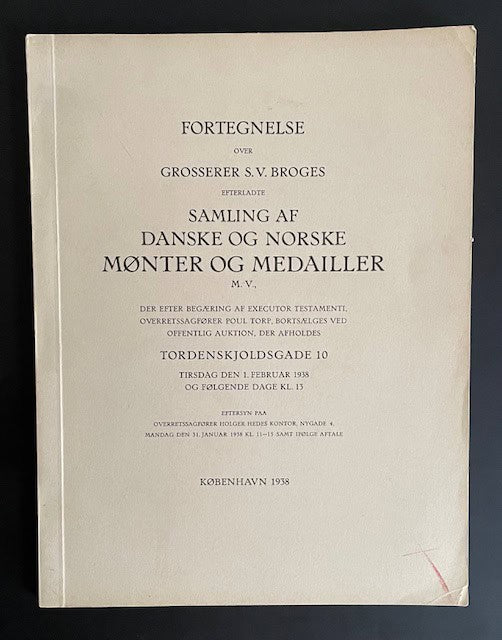 FORTEGNELSE
OVER
GROSSERER S. V. BROGES
EFTERLADTE
SAMLING AF
DANSKE OG NORSKE
MØNTER OG MEDAILLER
M. V.,
DER EFTER BEGÆRING AF EXECUTOR TESTAMENTI,
OVERRETSSAGFØRER POUL TORP, BORTSÆLGES VED
OFFENTLIG AUKTION, DER AFHOLDES
TORDENSKJOLDSGADE 10
TIRSDAG DEN 1. FEBRUAR 1938
OG FØLGENDE DAGE KL. 13
EFTERSYN PAA
OVERRETSSAGFØRER HOLGER HEDES KONTOR, NYGADE 4,
MANDAG DEN 31. JANUAR 1938 KL. 11—15 SAMT IFØLGE AFTALE
KØBENHAVN 1938